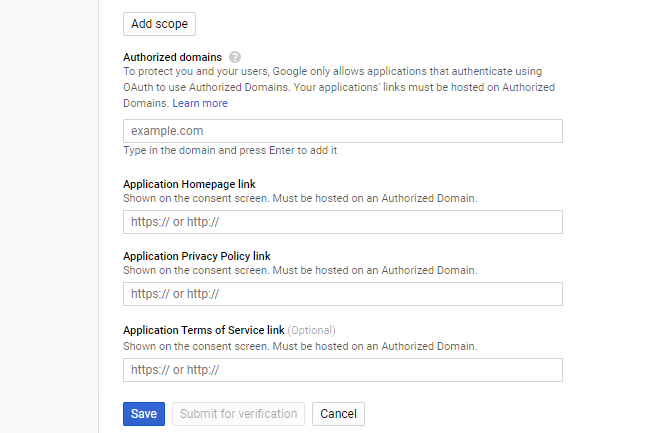 Add scope
Authorized domains ?
To protect you and your users, Google only allows applications that authenticate using
OAuth to use Authorized Domains. Your applications' links must be hosted on Authorized
Domains. Learn more
example.com
Type in the domain and press Enter to add it
Application Homepage link
Shown on the consent screen. Must be hosted on an Authorized Domain.
https:// or http://
Application Privacy Policy link
Shown on the consent screen. Must be hosted on an Authorized Domain.
https:// or http://
Application Terms of Service link (Optional)
Shown on the consent screen. Must be hosted on an Authorized Domain.
https:// or http://
Save Submit for verification Cancel